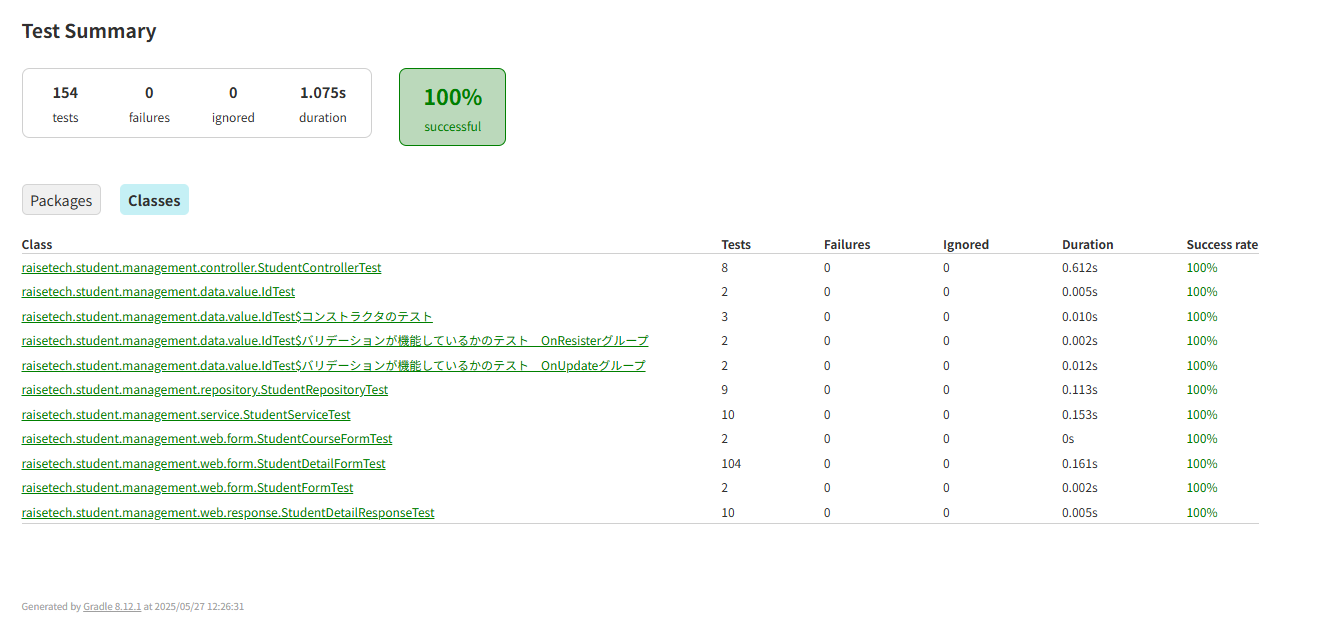 Test Summary
154 0 0 1.075s
tests failures ignored duration
100%
successful
Packages Classes
Class Tests Failures Ignored Duration Success rate
raisetech.student.management.controller.StudentControllerTest 8 0 0 0.612s 100%
raisetech.student.management.data.value.IdTest 2 0 0 0.005s 100%
raisetech.student.management.data.value.IdTest$コンストラクタのテスト 3 0 0 0.010s 100%
raisetech.student.management.data.value.IdTest$バリデーションが機能しているかのテスト　OnResisterグループ 2 0 0 0.002s 100%
raisetech.student.management.data.value.IdTest$バリデーションが機能しているかのテスト　OnUpdateグループ 2 0 0 0.012s 100%
raisetech.student.management.repository.StudentRepositoryTest 9 0 0 0.113s 100%
raisetech.student.management.service.StudentServiceTest 10 0 0 0.153s 100%
raisetech.student.management.web.form.StudentCourseFormTest 2 0 0 0s 100%
raisetech.student.management.web.form.StudentDetailFormTest 104 0 0 0.161s 100%
raisetech.student.management.web.form.StudentFormTest 2 0 0 0.002s 100%
raisetech.student.management.web.response.StudentDetailResponseTest 10 0 0 0.005s 100%
Generated by Gradle 8.12.1 at 2025/05/27 12:26:31